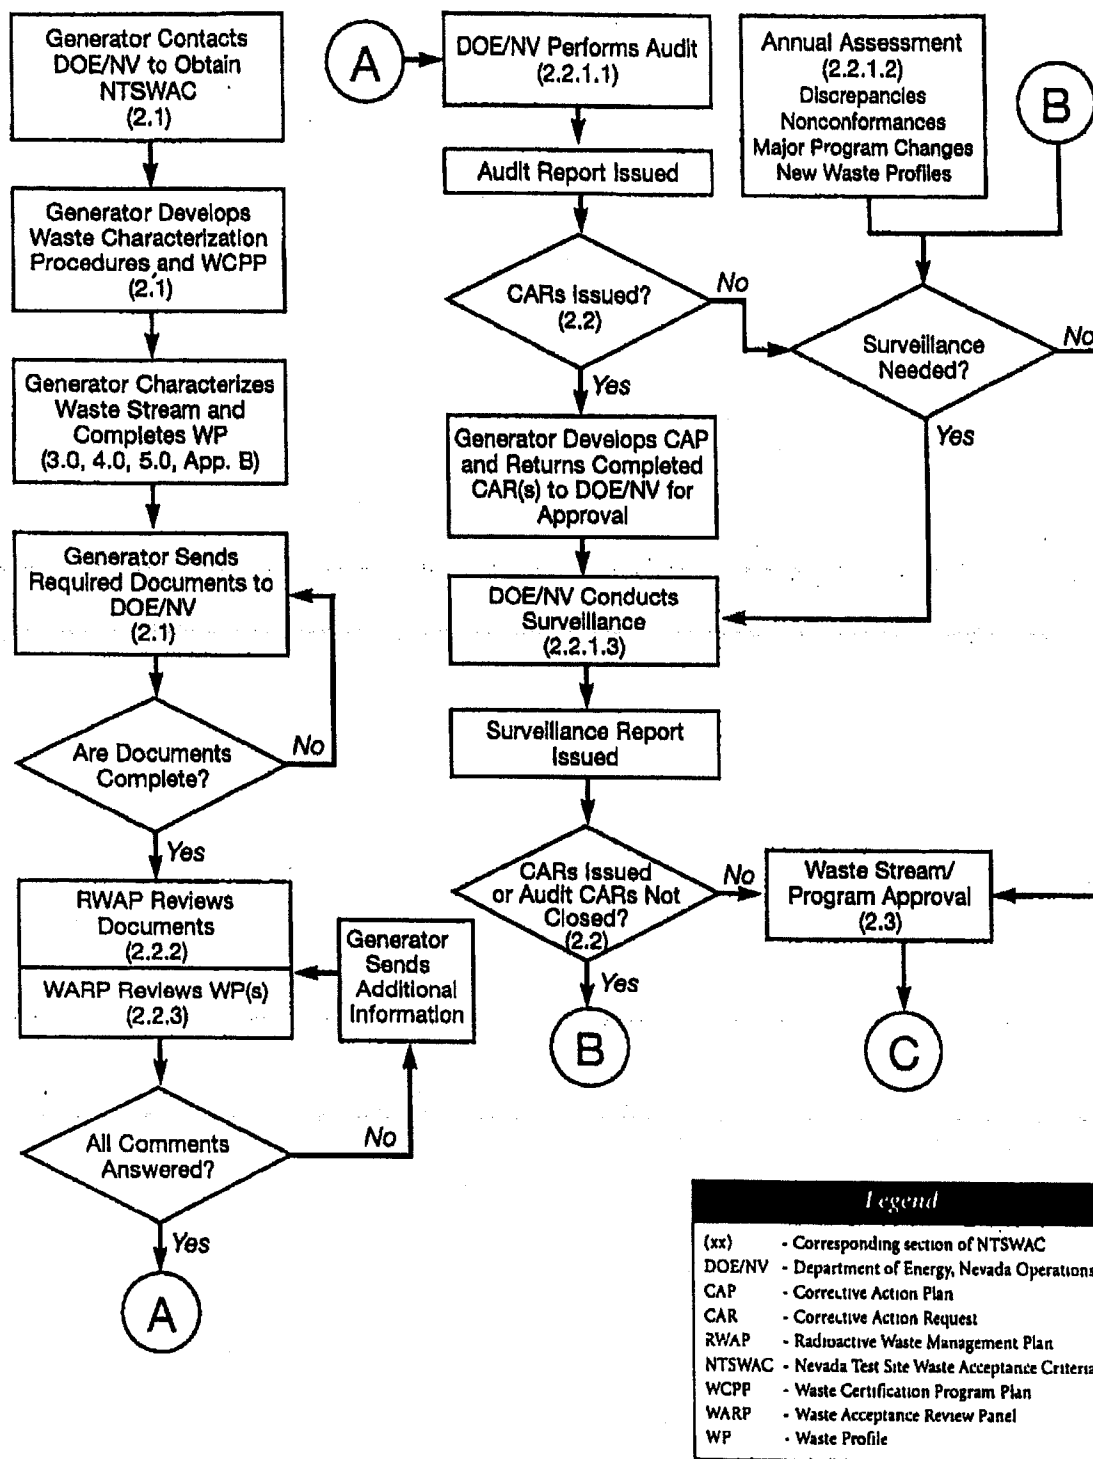 Generator Contacts
DOE/NV to Obtain
NTSWAC
(2.1)
Generator Develops
Waste Characterization
Procedures and WCPP
(2.1)
Generator Characterizes
Waste Stream and
Completes WP
(3.0, 4.0, 5.0, App. B)
Generator Sends
Required Documents to
DOE/NV
(2.1)
Are Documents
Complete?
No
Yes
RWAP Reviews
Documents
(2.2.2)
WARP Reviews WP(s)
(2.2.3)
Generator
Sends
Additional
Information
All Comments
Answered?
No
Yes
A
A
DOE/NV Performs Audit
(2.2.1.1)
Audit Report Issued
CARs Issued?
(2.2)
No
Yes
Generator Develops CAP
and Returns Completed
CAR(s) to DOE/NV for
Approval
DOE/NV Conducts
Surveillance
(2.2.1.3)
Surveillance Report
Issued
CARs Issued
or Audit CARs Not
Closed?
(2.2)
No
Yes
B
Annual Assessment
(2.2.1.2)
Discrepancies
Nonconformances
Major Program Changes
New Waste Profiles
B
Surveillance
Needed?
No
Yes
Waste Stream/
Program Approval
(2.3)
C
Legend
(xx) - Corresponding section of NTSWAC
DOE/NV - Department of Energy, Nevada Operations
CAP - Corrective Action Plan
CAR - Corrective Action Request
RWAP - Radioactive Waste Management Plan
NTSWAC - Nevada Test Site Waste Acceptance Criteria
WCPP - Waste Certification Program Plan
WARP - Waste Acceptance Review Panel
WP - Waste Profile